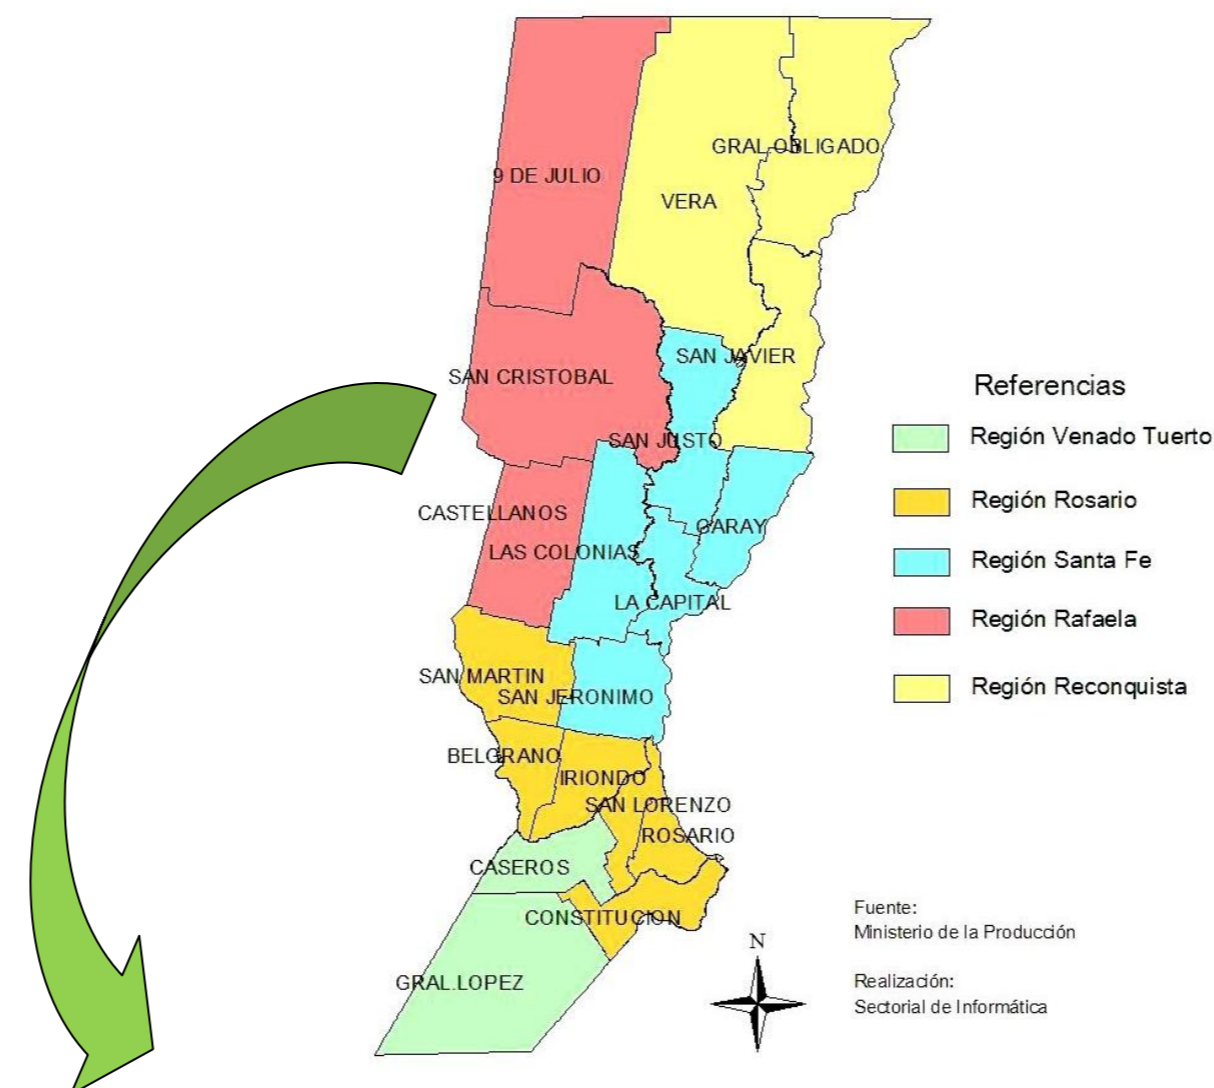 GRAL.OBLIGADO
9 DE JULIO
VERA
SAN JAVIER
SAN CRISTOBAL
SAN JUSTO
CASTELLANOS
GARAY
LAS COLONIAS
LA CAPITAL
SAN MARTIN
SAN JERONIMO
BELGRANO
IRIONDO
SAN LORENZO
ROSARIO
CASEROS
CONSTITUCION
GRAL.LOPEZ
Referencias
Región Venado Tuerto
Región Rosario
Región Santa Fe
Región Rafaela
Región Reconquista
Fuente:
Ministerio de la Producción
N
Realización:
Sectorial de Informática